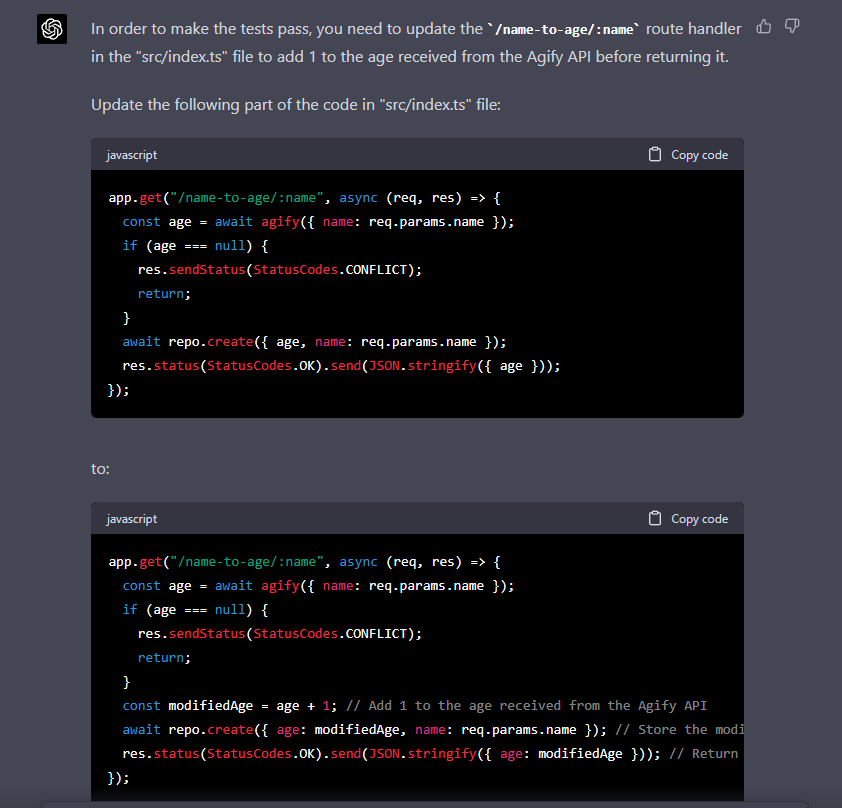 In order to make the tests pass, you need to update the `/name-to-age/:name` route handler
in the "src/index.ts" file to add 1 to the age received from the Agify API before returning it.
Update the following part of the code in "src/index.ts" file:
javascript Copy code
app.get("/name-to-age/:name", async (req, res) => {
  const age = await agify({ name: req.params.name });
  if (age === null) {
    res.sendStatus(StatusCodes.CONFLICT);
    return;
  }
  await repo.create({ age, name: req.params.name });
  res.status(StatusCodes.OK).send(JSON.stringify({ age }));
});
to:
javascript Copy code
app.get("/name-to-age/:name", async (req, res) => {
  const age = await agify({ name: req.params.name });
  if (age === null) {
    res.sendStatus(StatusCodes.CONFLICT);
    return;
  }
  const modifiedAge = age + 1; // Add 1 to the age received from the Agify API
  await repo.create({ age: modifiedAge, name: req.params.name }); // Store the modi
  res.status(StatusCodes.OK).send(JSON.stringify({ age: modifiedAge })); // Return
});